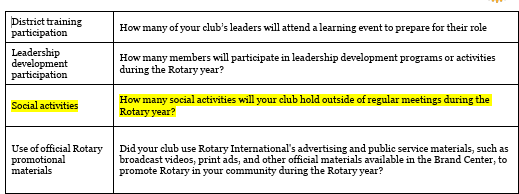 District training
participation
How many of your club's leaders will attend a learning event to prepare for their role
Leadership
development
participation
How many members will participate in leadership development programs or activities
during the Rotary year?
Social activities
How many social activities will your club hold outside of regular meetings during the
Rotary year?
Use of official Rotary
promotional
materials
Did your club use Rotary International's advertising and public service materials, such as
broadcast videos, print ads, and other official materials available in the Brand Center, to
promote Rotary in your community during the Rotary year?